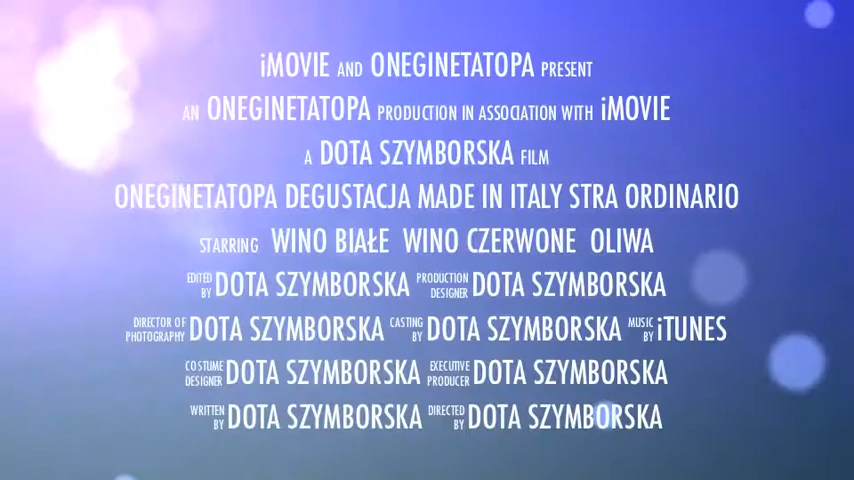 iMOVIE AND ONEGINETATOPA PRESENT
AN ONEGINETATOPA PRODUCTION IN ASSOCIATION WITH iMOVIE
A DOTA SZYMBORSKA FILM
ONEGINETATOPA DEGUSTACJA MADE IN ITALY STRA ORDINARIO
STARRING WINO BIAŁE WINO CZERWONE OLIWA
EDITED BY DOTA SZYMBORSKA PRODUCTION DESIGNER DOTA SZYMBORSKA
DIRECTOR OF PHOTOGRAPHY DOTA SZYMBORSKA CASTING BY DOTA SZYMBORSKA MUSIC BY iTUNES
COSTUME DESIGNER DOTA SZYMBORSKA EXECUTIVE PRODUCER DOTA SZYMBORSKA
WRITTEN BY DOTA SZYMBORSKA DIRECTED BY DOTA SZYMBORSKA